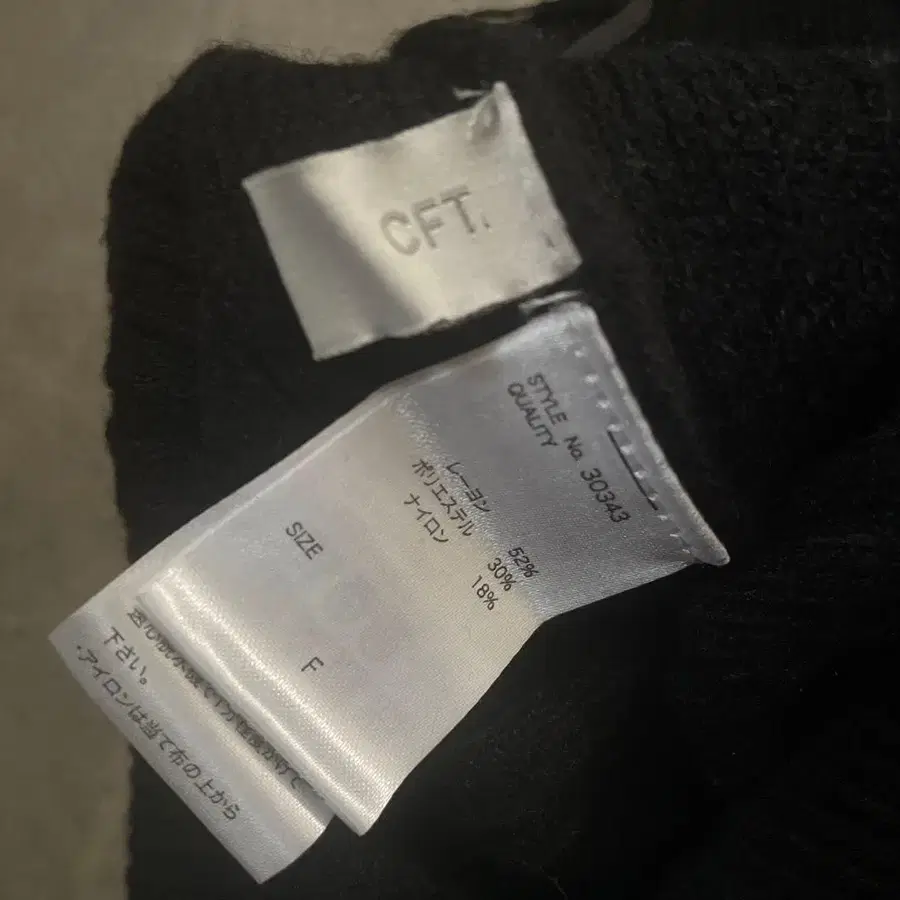 CFT.
STYLE No. 30343
QUALITY
レーヨン 52%
ポリエステル 30%
ナイロン 18%
SIZE
F
下さい。
・アイロンは当て布の上から